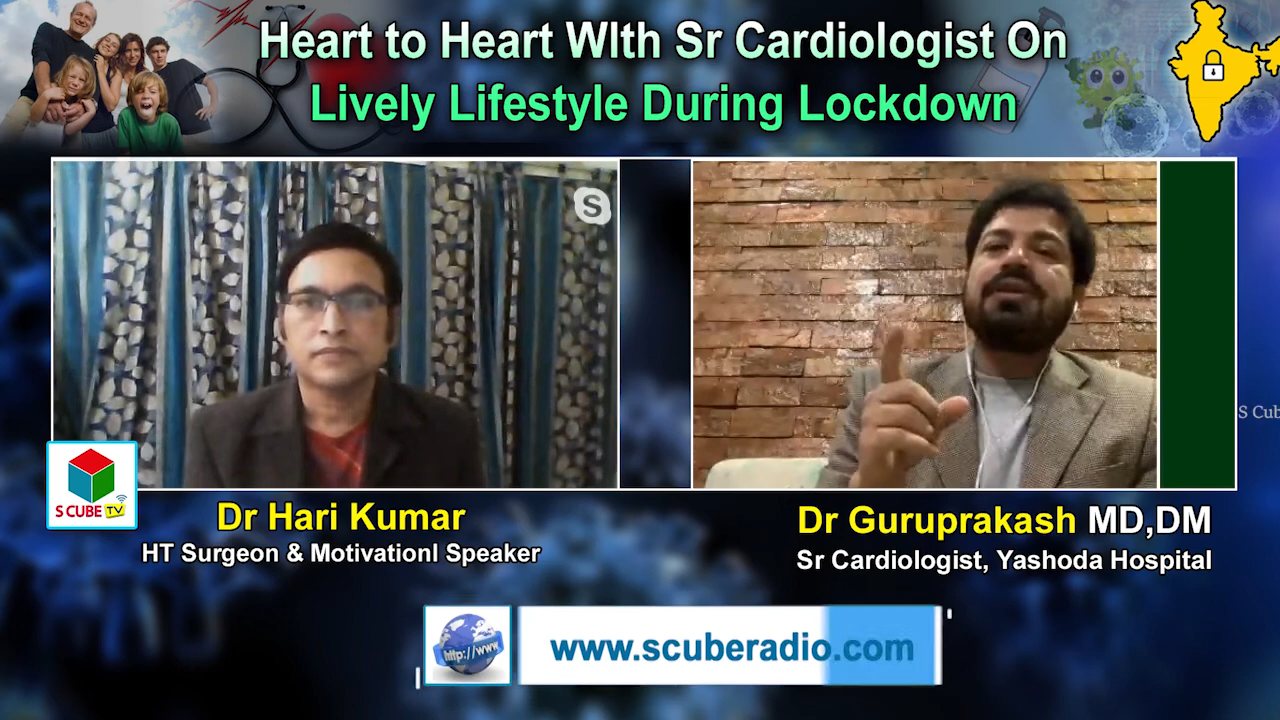 Heart to Heart WIth Sr Cardiologist On
Lively Lifestyle During Lockdown
S
S Cub
S CUBE TV
Dr Hari Kumar
HT Surgeon & Motivationl Speaker
Dr Guruprakash MD,DM
Sr Cardiologist, Yashoda Hospital
http://www
www.scuberadio.com